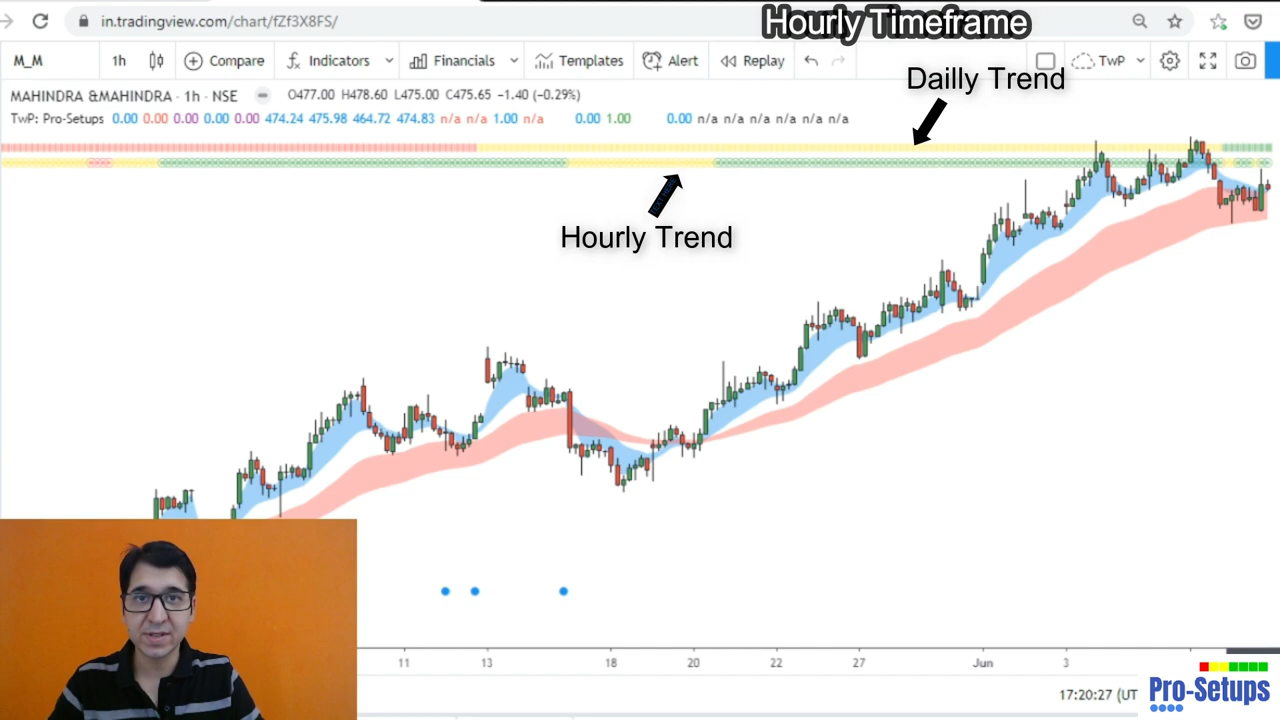 in.tradingview.com/chart/fZf3X8FS/
Hourly Timeframe
M_M 1h Compare Indicators Financials Templates Alert Replay TwP
Dailly Trend
MAHINDRA &MAHINDRA · 1h · NSE O477.00 H478.60 L475.00 C475.65 −1.40 (−0.29%)
TwP: Pro-Setups 0.00 0.00 0.00 0.00 0.00 474.24 475.98 464.72 474.83 n/a n/a 1.00 n/a 0.00 1.00 0.00 n/a n/a n/a n/a n/a n/a
Hourly Trend
11 13 18 20 22 27 Jun 3
17:20:27 (UT
Pro-Setups